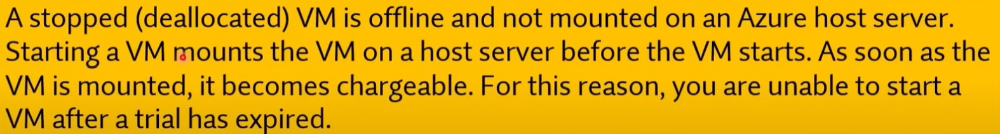 A stopped (deallocated) VM is offline and not mounted on an Azure host server.
Starting a VM mounts the VM on a host server before the VM starts. As soon as the
VM is mounted, it becomes chargeable. For this reason, you are unable to start a
VM after a trial has expired.